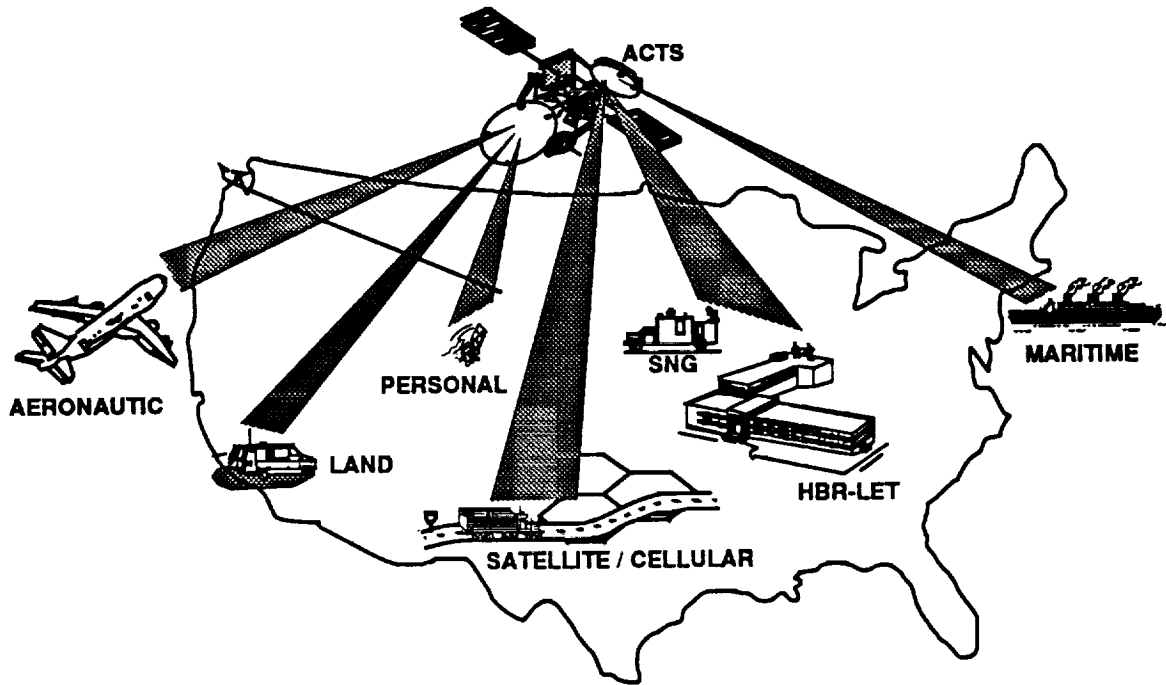 ACTS
AERONAUTIC
PERSONAL
SNG
MARITIME
LAND
HBR-LET
SATELLITE / CELLULAR